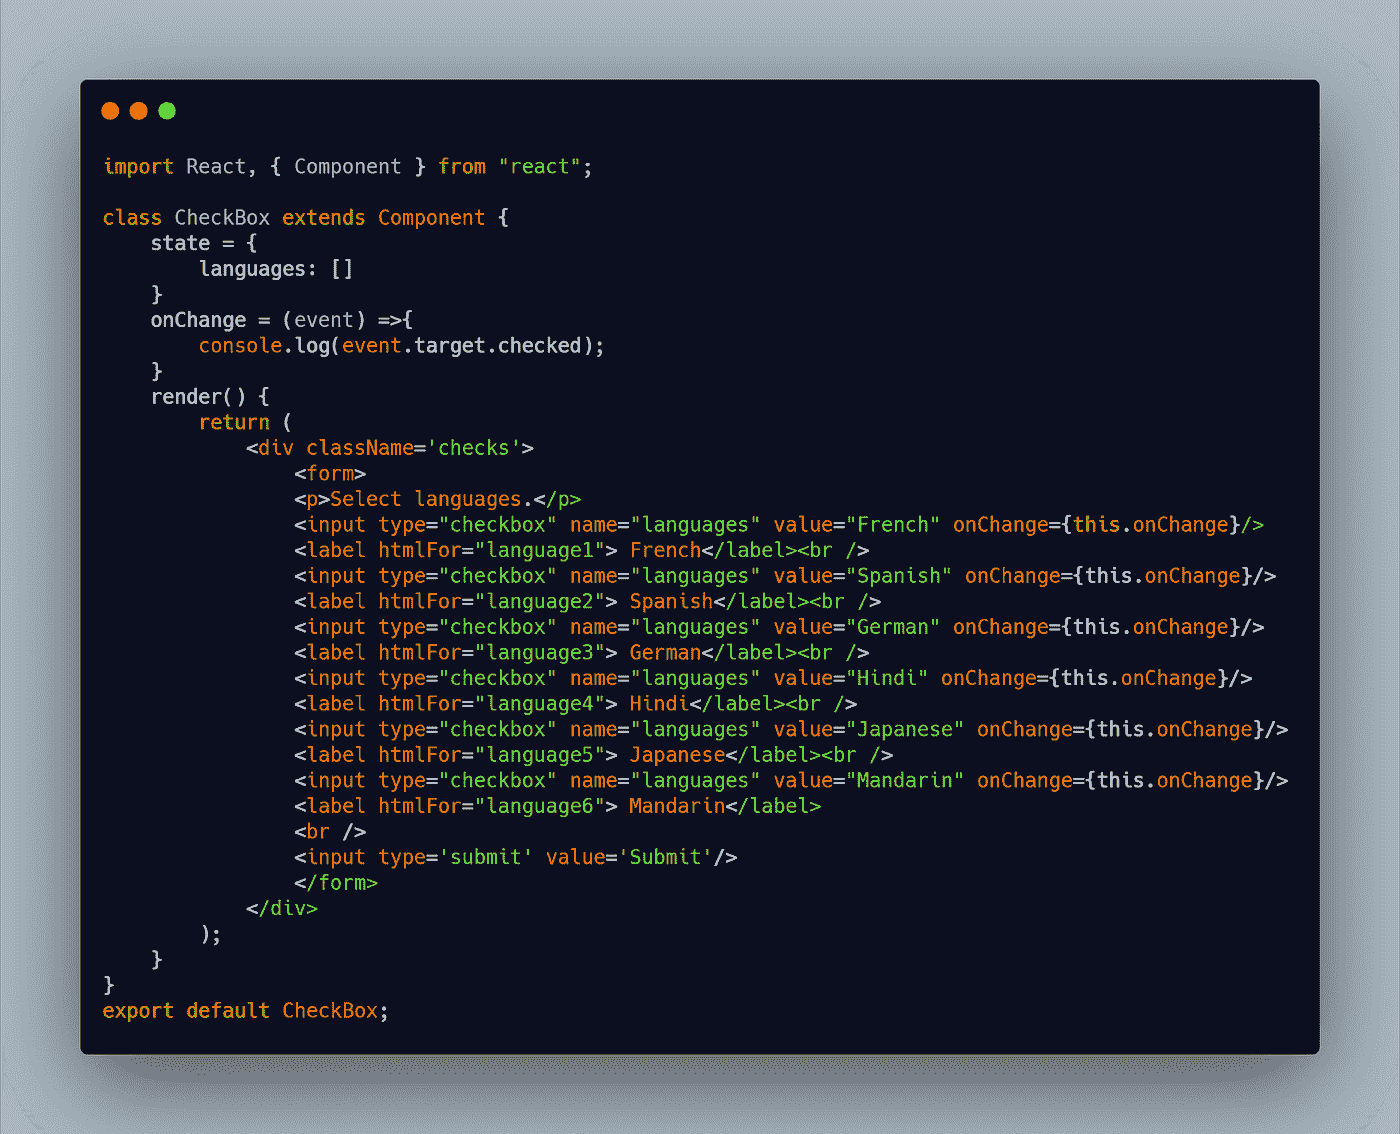 import React, { Component } from "react";

class CheckBox extends Component {
    state = {
        languages: []
    }
    onChange = (event) =>{
        console.log(event.target.checked);
    }
    render() {
        return (
            <div className='checks'>
                <form>
                <p>Select languages.</p>
                <input type="checkbox" name="languages" value="French" onChange={this.onChange}/>
                <label htmlFor="language1"> French</label><br />
                <input type="checkbox" name="languages" value="Spanish" onChange={this.onChange}/>
                <label htmlFor="language2"> Spanish</label><br />
                <input type="checkbox" name="languages" value="German" onChange={this.onChange}/>
                <label htmlFor="language3"> German</label><br />
                <input type="checkbox" name="languages" value="Hindi" onChange={this.onChange}/>
                <label htmlFor="language4"> Hindi</label><br />
                <input type="checkbox" name="languages" value="Japanese" onChange={this.onChange}/>
                <label htmlFor="language5"> Japanese</label><br />
                <input type="checkbox" name="languages" value="Mandarin" onChange={this.onChange}/>
                <label htmlFor="language6"> Mandarin</label>
                <br />
                <input type='submit' value='Submit'/>
                </form>
            </div>
        );
    }
}
export default CheckBox;